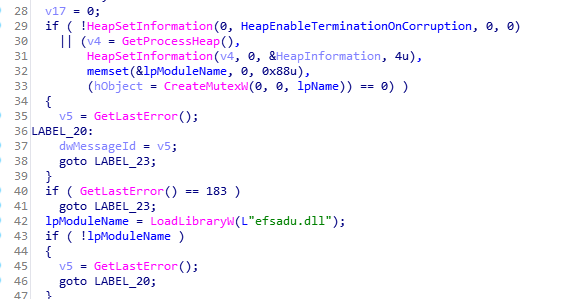 28 v17 = 0;
29 if ( !HeapSetInformation(0, HeapEnableTerminationOnCorruption, 0, 0)
30 || (v4 = GetProcessHeap(),
31 HeapSetInformation(v4, 0, &HeapInformation, 4u),
32 memset(&lpModuleName, 0, 0x88u),
33 (hObject = CreateMutexW(0, 0, lpName)) == 0) )
34 {
35 v5 = GetLastError();
36 LABEL_20:
37 dwMessageId = v5;
38 goto LABEL_23;
39 }
40 if ( GetLastError() == 183 )
41 goto LABEL_23;
42 lpModuleName = LoadLibraryW(L"efsadu.dll");
43 if ( !lpModuleName )
44 {
45 v5 = GetLastError();
46 goto LABEL_20;
47 }